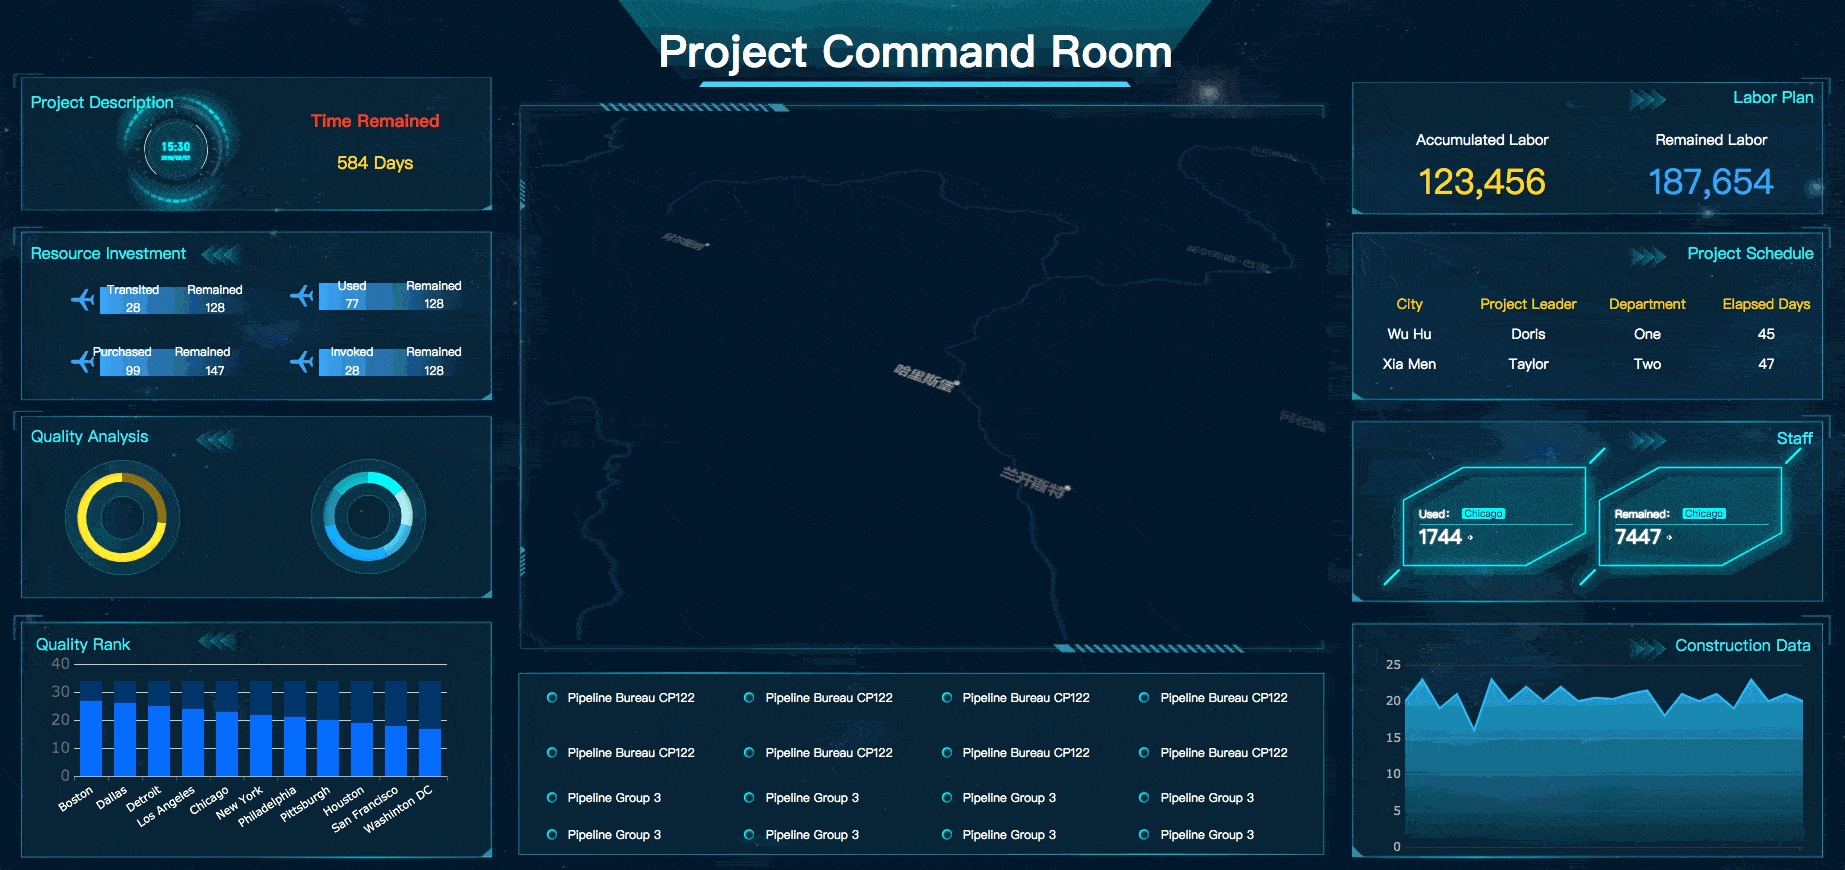 Project Command Room
Project Description
15:30
Time Remained
584 Days
Resource Investment
Transited Remained
28 128
Used Remained
77 128
Purchased Remained
99 147
Invoked Remained
28 128
Quality Analysis
Quality Rank
40
30
20
10
0
Boston
Dallas
Detroit
Los Angeles
Chicago
New York
Philadelphia
Pittsburgh
Houston
San Francisco
Washinton DC
哈里斯堡
兰开斯特
Pipeline Bureau CP122 Pipeline Bureau CP122 Pipeline Bureau CP122 Pipeline Bureau CP122
Pipeline Bureau CP122 Pipeline Bureau CP122 Pipeline Bureau CP122 Pipeline Bureau CP122
Pipeline Group 3 Pipeline Group 3 Pipeline Group 3 Pipeline Group 3
Pipeline Group 3 Pipeline Group 3 Pipeline Group 3 Pipeline Group 3
Labor Plan
Accumulated Labor Remained Labor
123,456 187,654
Project Schedule
City Project Leader Department Elapsed Days
Wu Hu Doris One 45
Xia Men Taylor Two 47
Staff
Used: Chicago
1744
Remained: Chicago
7447
Construction Data
25
20
15
10
5
0